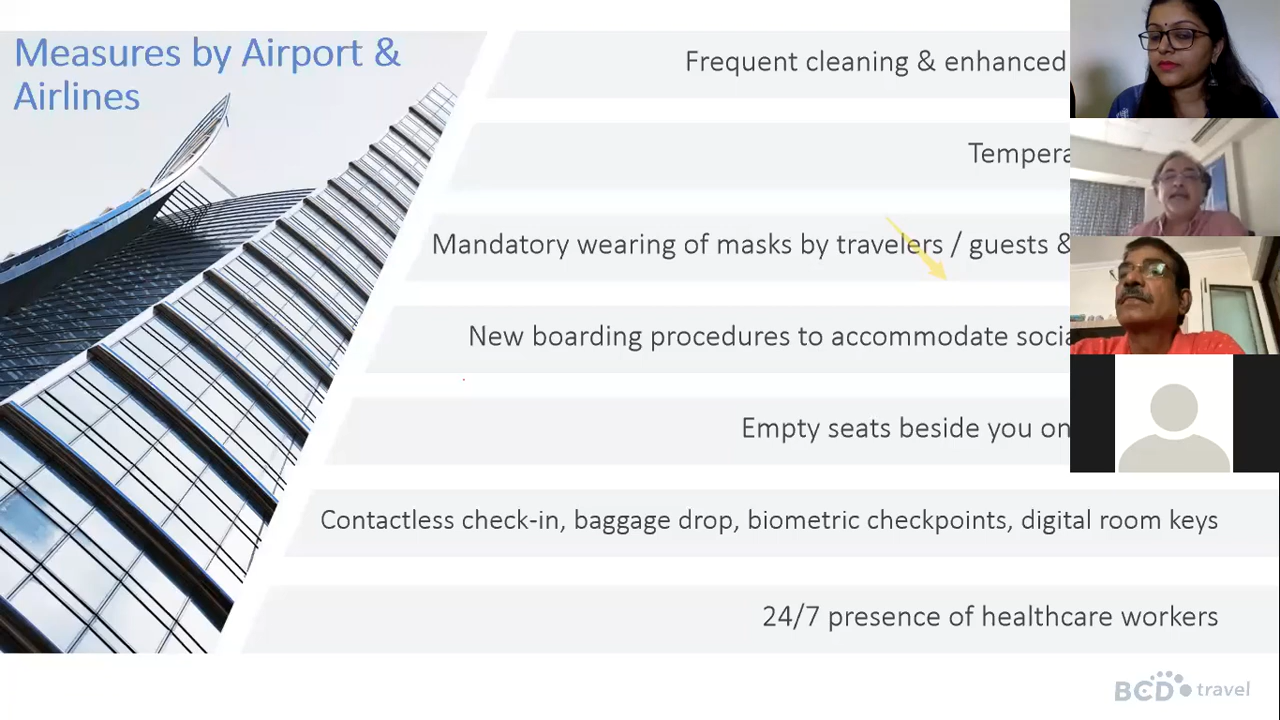 Measures by Airport &
Airlines
Frequent cleaning & enhanced
Mandatory wearing of masks by travelers / guests &
New boarding procedures to accommodate
Empty seats beside you on
Contactless check-in, baggage drop, biometric checkpoints, digital room keys
24/7 presence of healthcare workers
BCD travel